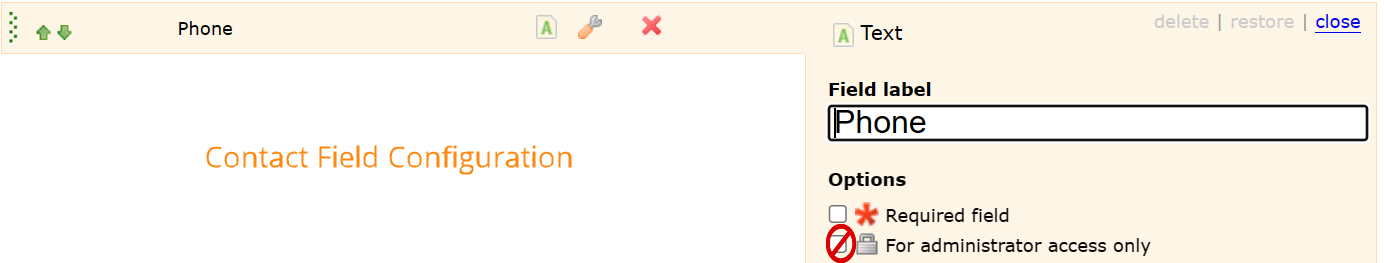 Phone
A
A Text
delete | restore | close
Field label
Phone
Contact Field Configuration
Options
Required field
For administrator access only